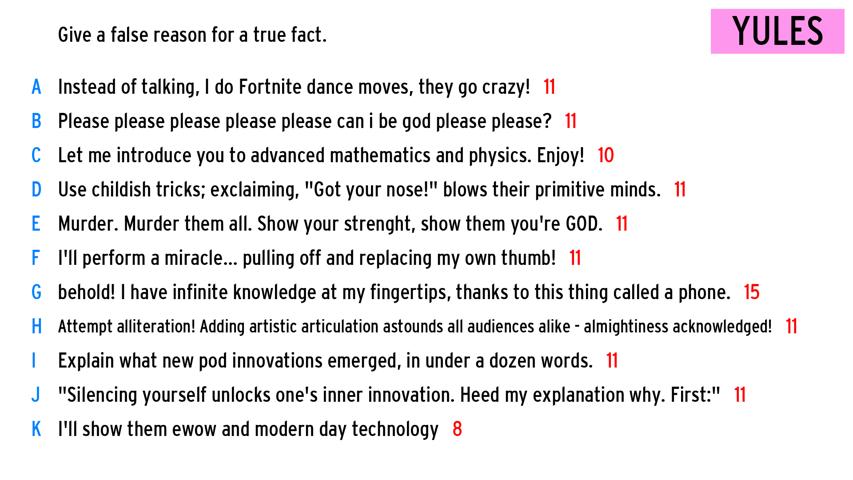 Give a false reason for a true fact.
YULES
A Instead of talking, I do Fortnite dance moves, they go crazy! 11
B Please please please please please can i be god please please? 11
C Let me introduce you to advanced mathematics and physics. Enjoy! 10
D Use childish tricks; exclaiming, "Got your nose!" blows their primitive minds. 11
E Murder. Murder them all. Show your strenght, show them you're GOD. 11
F I'll perform a miracle... pulling off and replacing my own thumb! 11
G behold! I have infinite knowledge at my fingertips, thanks to this thing called a phone. 15
H Attempt alliteration! Adding artistic articulation astounds all audiences alike - almightiness acknowledged! 11
I Explain what new pod innovations emerged, in under a dozen words. 11
J "Silencing yourself unlocks one's inner innovation. Heed my explanation why. First:" 11
K I'll show them ewow and modern day technology 8